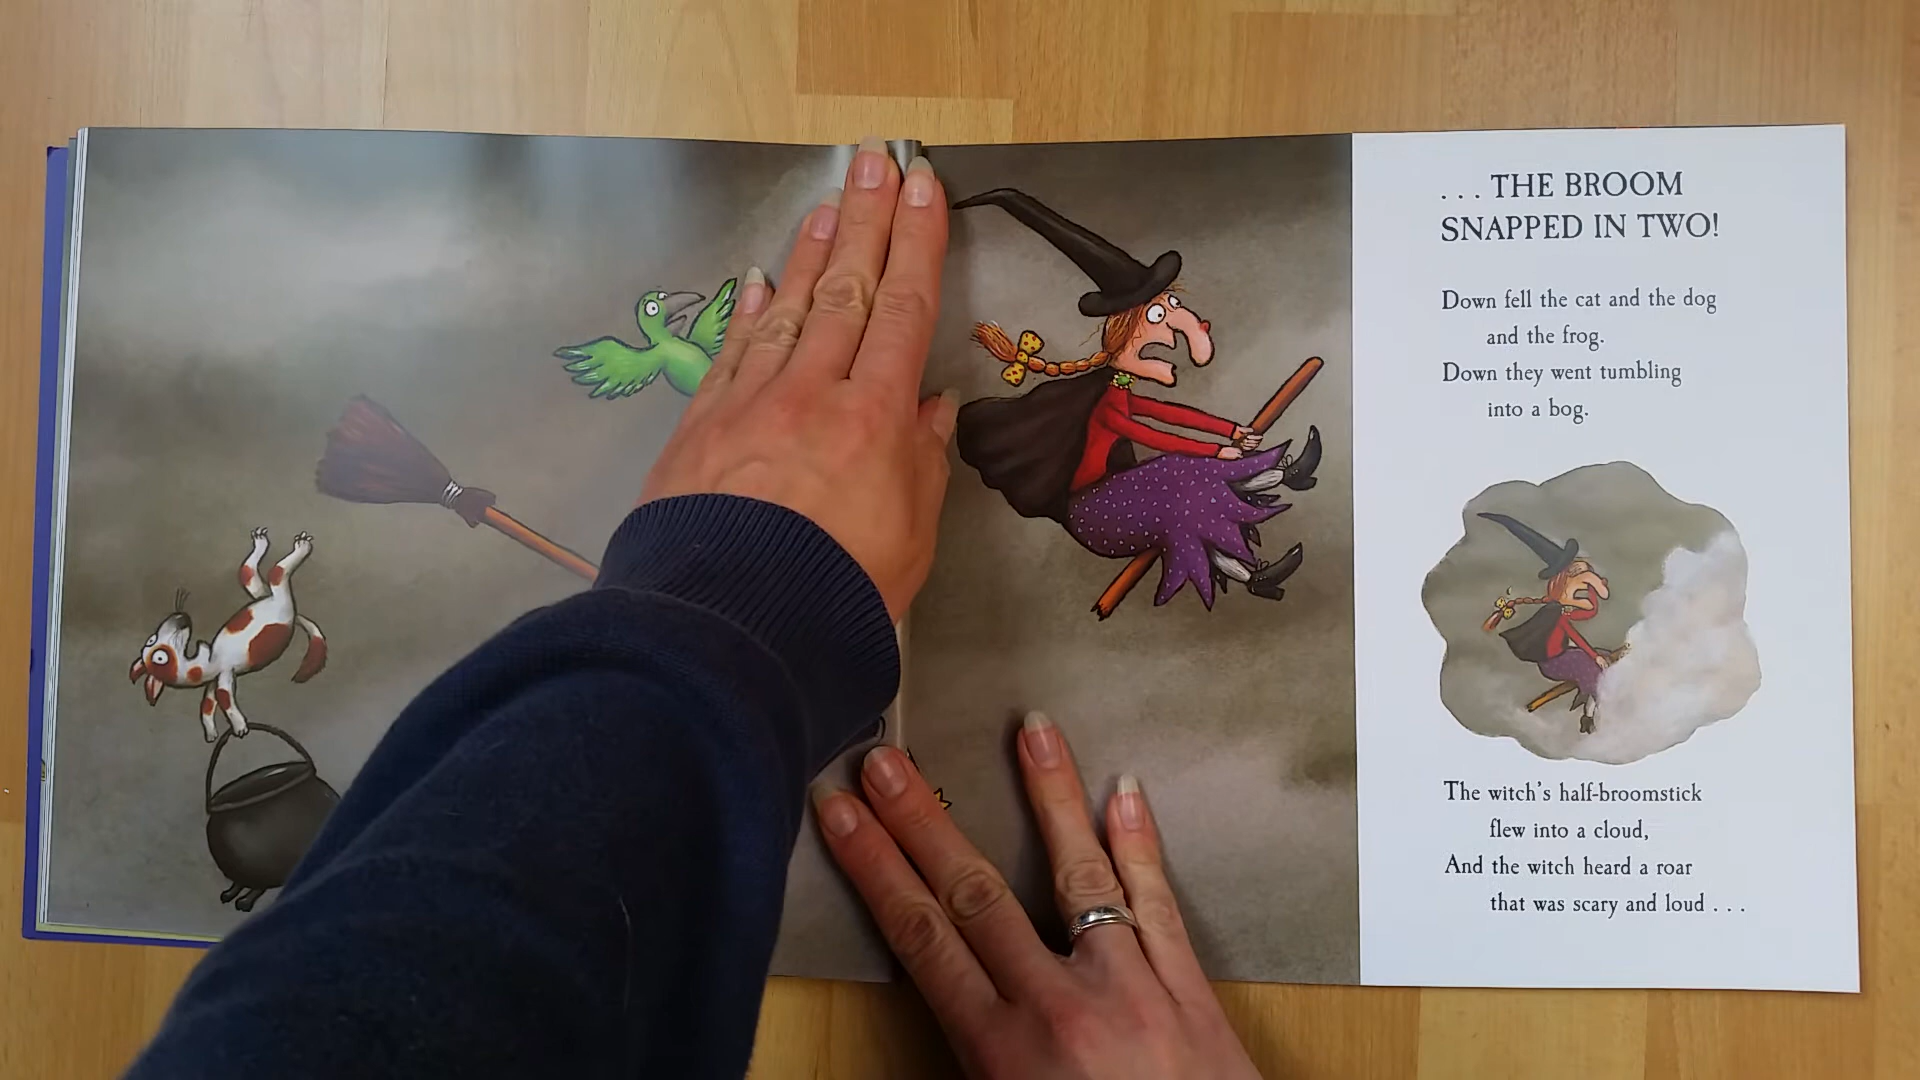 . . . THE BROOM
SNAPPED IN TWO!
Down fell the cat and the dog
and the frog.
Down they went tumbling
into a bog.
The witch's half-broomstick
flew into a cloud,
And the witch heard a roar
that was scary and loud . . .